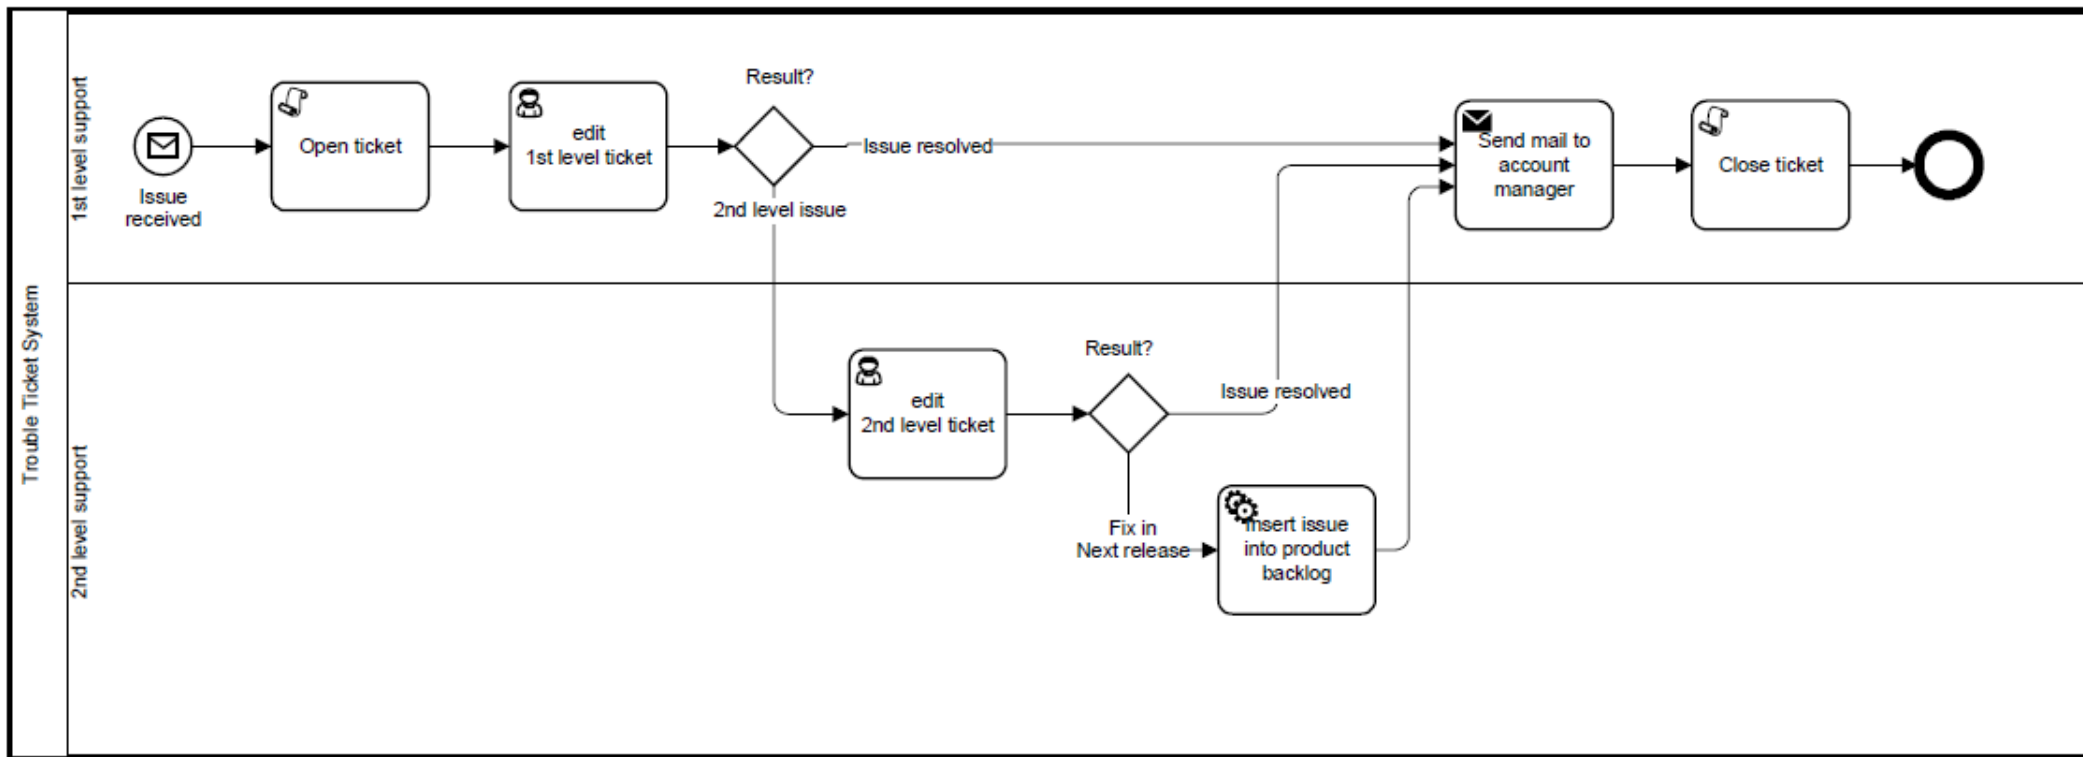 Trouble Ticket System
1st level support
Issue
received
Open ticket
edit
1st level ticket
Result?
Issue resolved
2nd level issue
Send mail to
account
manager
Close ticket
2nd level support
edit
2nd level ticket
Result?
Issue resolved
Fix in
Next release
Insert issue
into product
backlog